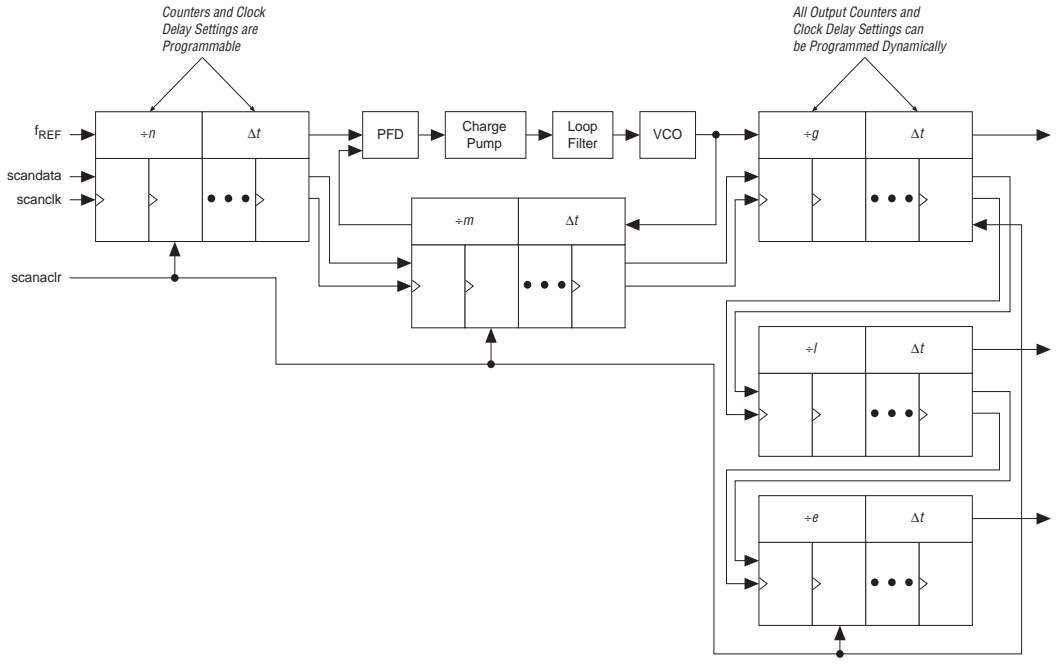 Counters and Clock
Delay Settings are
Programmable
All Output Counters and
Clock Delay Settings can
be Programmed Dynamically
fREF
÷n
Δt
PFD
Charge
Pump
Loop
Filter
VCO
÷g
Δt
scandata
scanclk
÷m
Δt
scanaclr
÷l
Δt
÷e
Δt